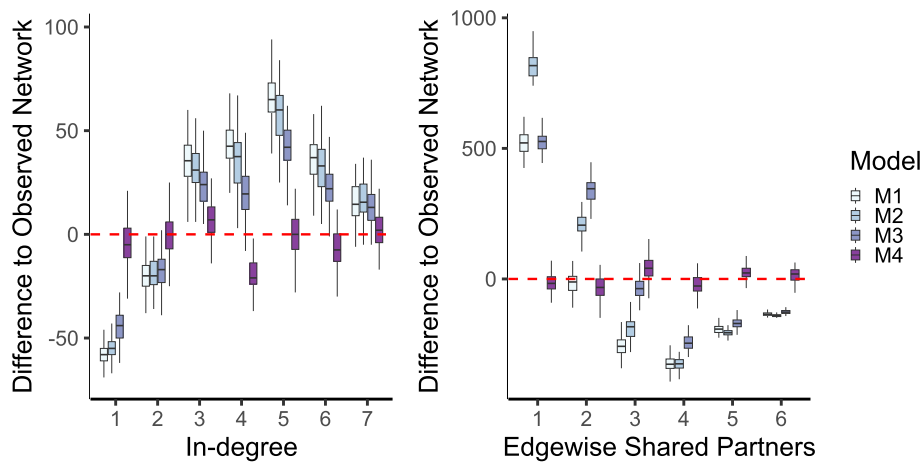 Difference to Observed Network
100
50
0
-50
1 2 3 4 5 6 7
In-degree
Difference to Observed Network
1000
500
0
1 2 3 4 5 6
Edgewise Shared Partners
Model
M1
M2
M3
M4